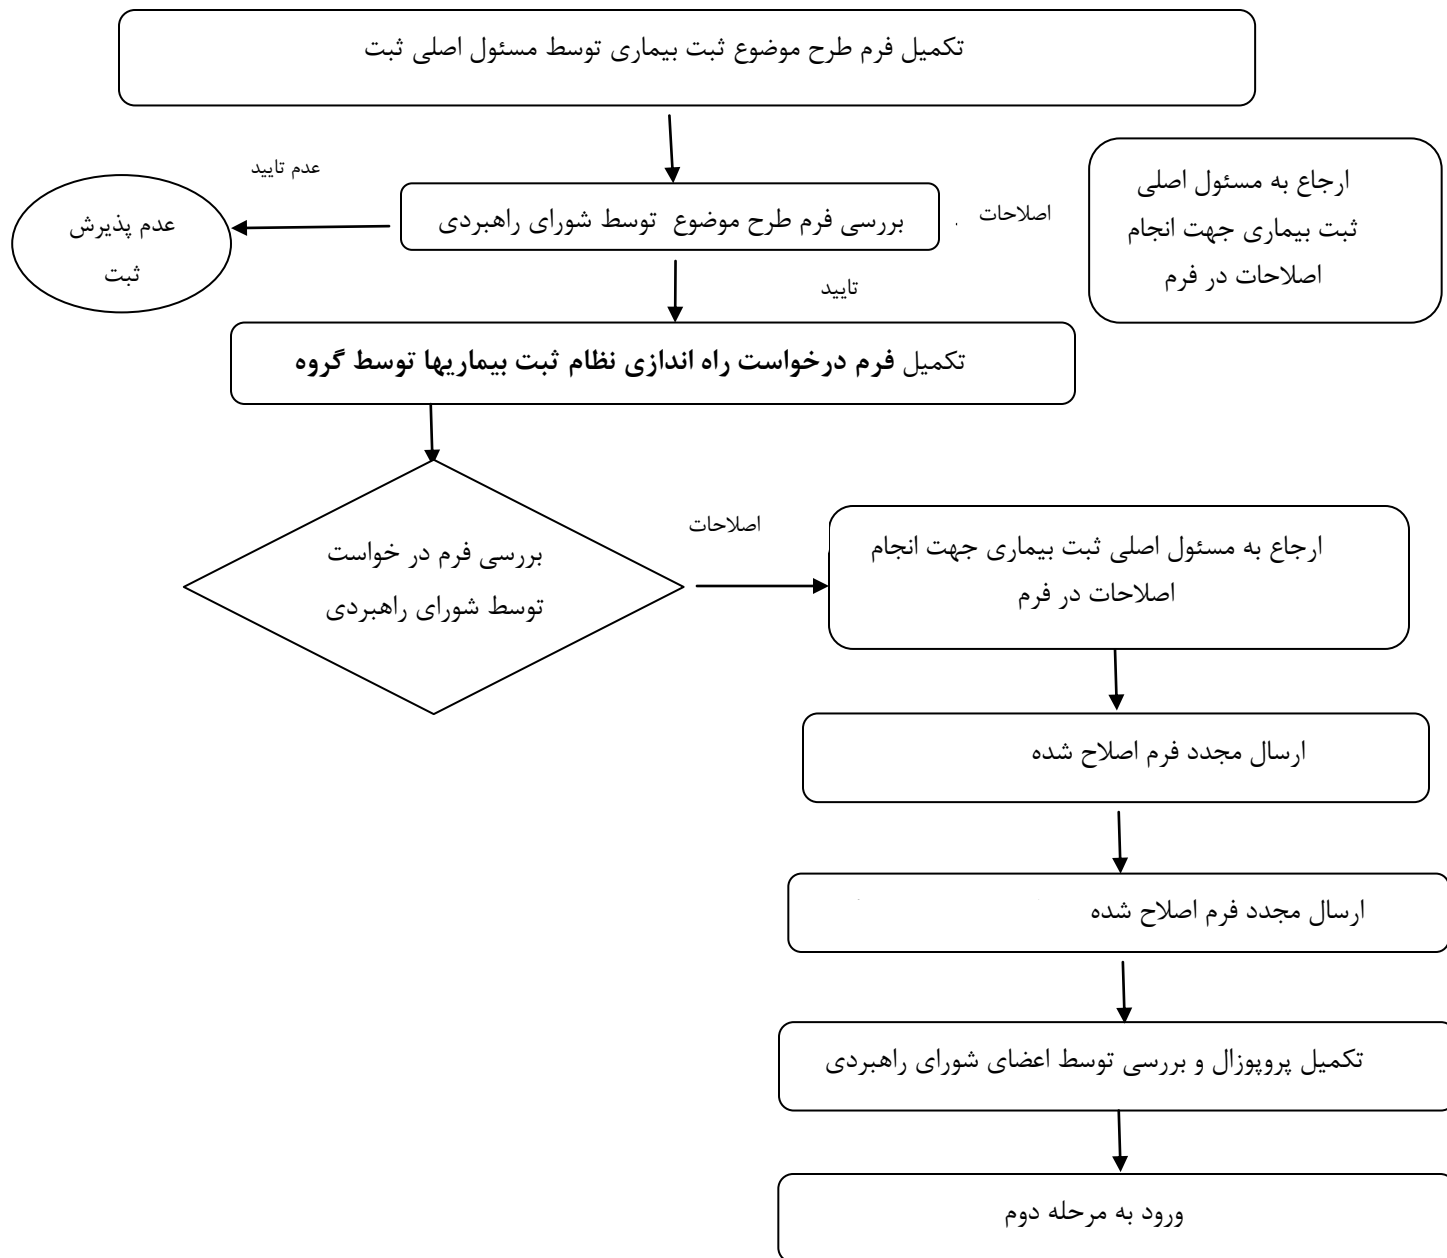 تکمیل فرم طرح موضوع ثبت بیماری توسط مسئول اصلی ثبت
عدم تایید
عدم پذیرش
ثبت
بررسی فرم طرح موضوع توسط شورای راهبردی
اصلاحات
ارجاع به مسئول اصلی
ثبت بیماری جهت انجام
اصلاحات در فرم
تایید
تکمیل فرم درخواست راه اندازی نظام ثبت بیماریها توسط گروه
بررسی فرم در خواست
توسط شورای راهبردی
اصلاحات
ارجاع به مسئول اصلی ثبت بیماری جهت انجام
اصلاحات در فرم
ارسال مجدد فرم اصلاح شده
ارسال مجدد فرم اصلاح شده
تکمیل پروپوزال و بررسی توسط اعضای شورای راهبردی
ورود به مرحله دوم